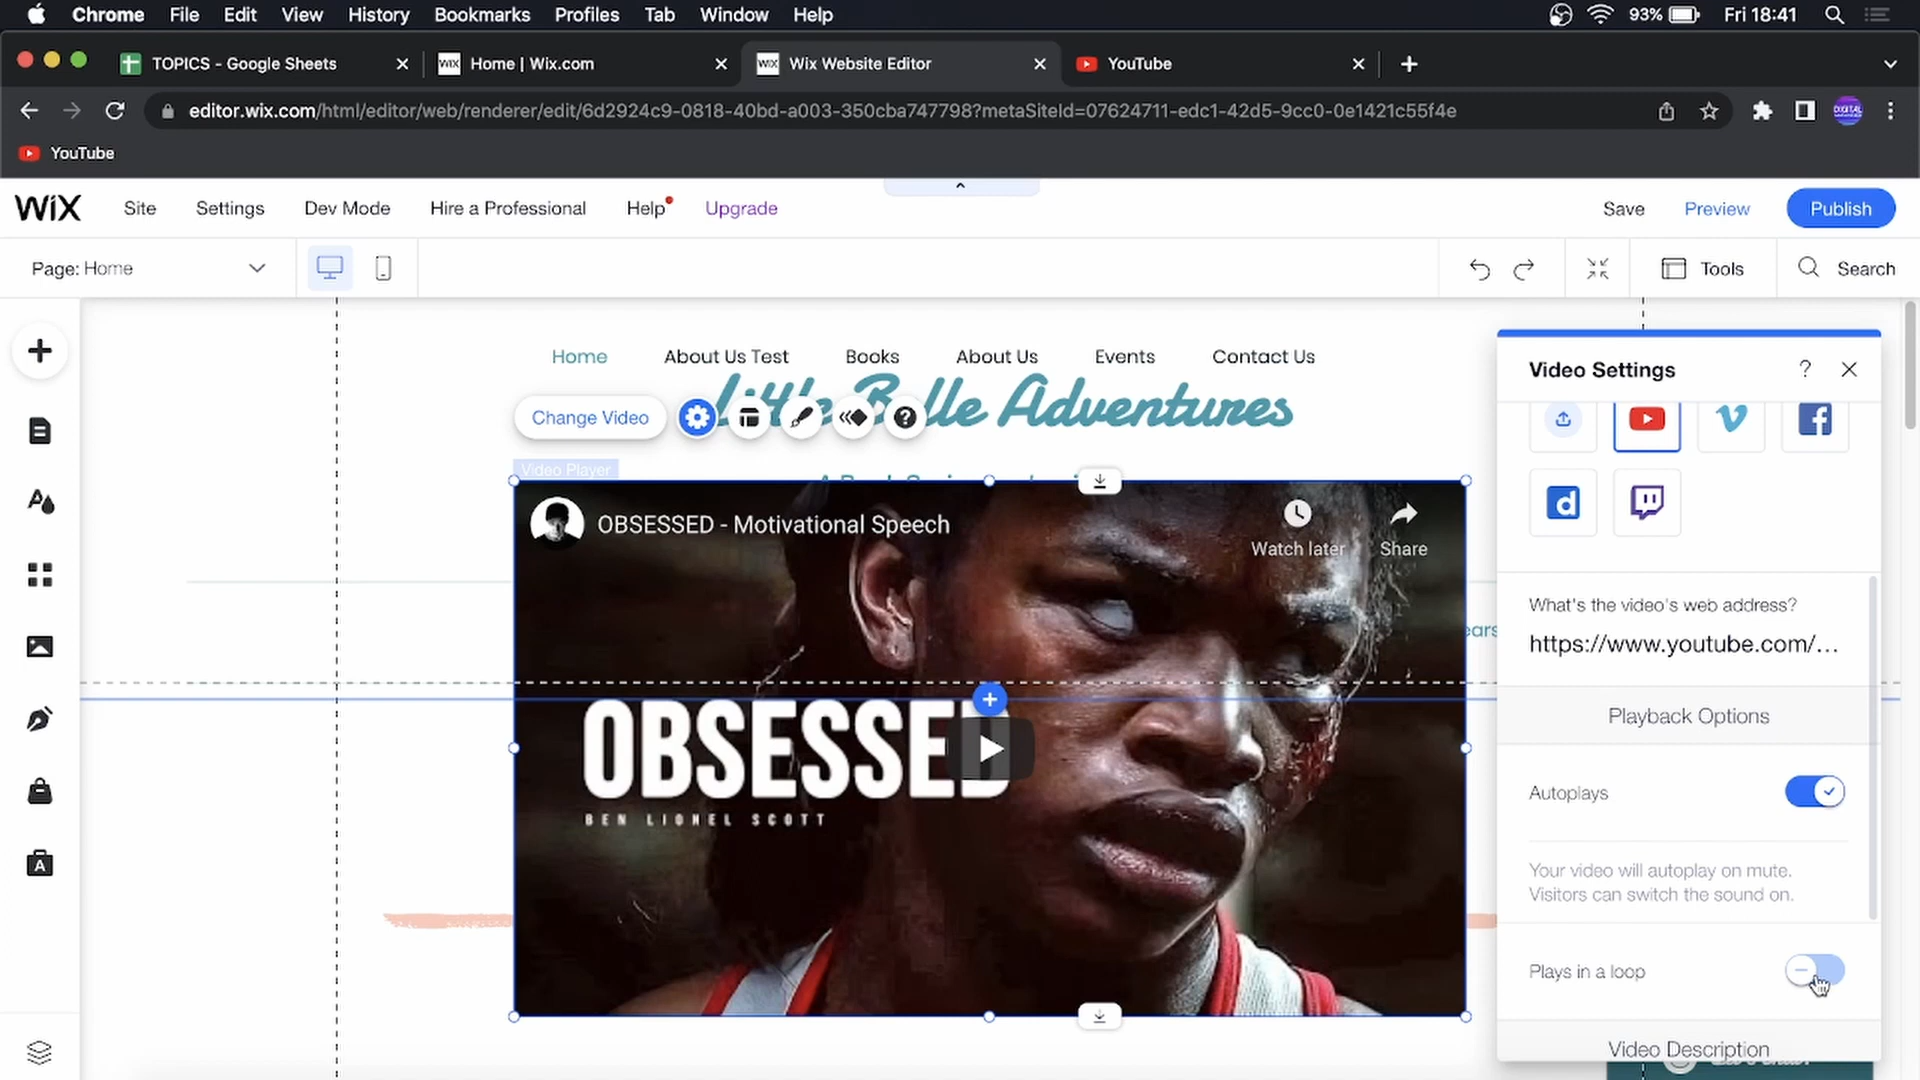 Chrome File Edit View History Bookmarks Profiles Tab Window Help 93% Fri 18:41
TOPICS - Google Sheets Home | Wix.com Wix Website Editor YouTube
editor.wix.com/html/editor/web/renderer/edit/6d2924c9-0818-40bd-a003-350cba747798?metaSiteId=07624711-edc1-42d5-9cc0-0e1421c55f4e
YouTube
WiX Site Settings Dev Mode Hire a Professional Help Upgrade Save Preview Publish
Page: Home Tools Search
Home About Us Test Books About Us Events Contact Us
Little Belle Adventures
Change Video
Video Player
OBSESSED - Motivational Speech
Watch later Share
OBSESSED
BEN LIONEL SCOTT
Video Settings
What's the video's web address?
https://www.youtube.com/...
Playback Options
Autoplays
Your video will autoplay on mute.
Visitors can switch the sound on.
Plays in a loop
Video Description